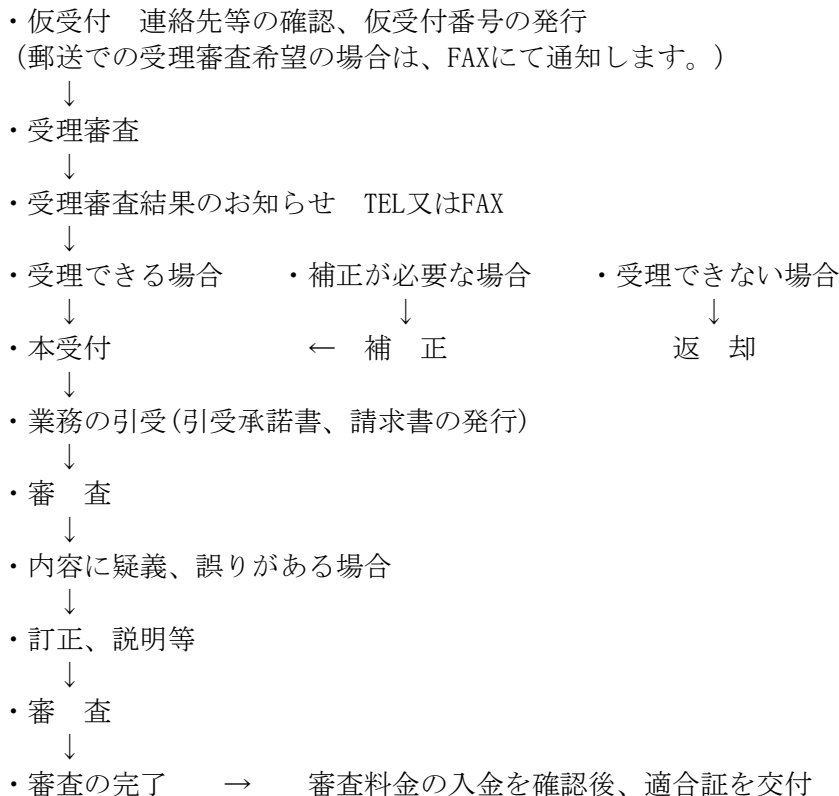 ・仮受付　連絡先等の確認、仮受付番号の発行
(郵送での受理審査希望の場合は、FAXにて通知します。)
↓
・受理審査
↓
・受理審査結果のお知らせ　TEL又はFAX
↓
・受理できる場合　　・補正が必要な場合　　・受理できない場合
↓　　↓　　↓
・本受付　　←　補　正　　返　却
↓
・業務の引受(引受承諾書、請求書の発行)
↓
・審　査
↓
・内容に疑義、誤りがある場合
↓
・訂正、説明等
↓
・審　査
↓
・審査の完了　　→　　審査料金の入金を確認後、適合証を交付